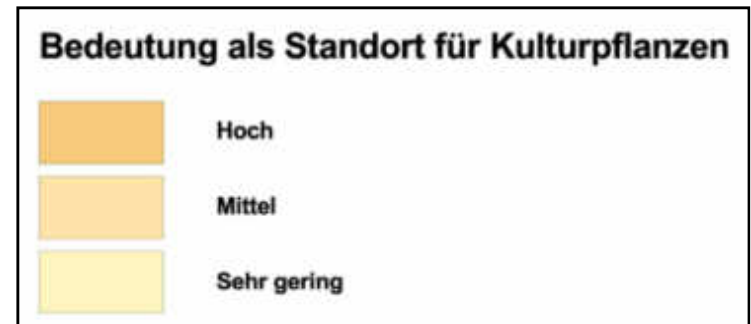 Bedeutung als Standort für Kulturpflanzen
Hoch
Mittel
Sehr gering